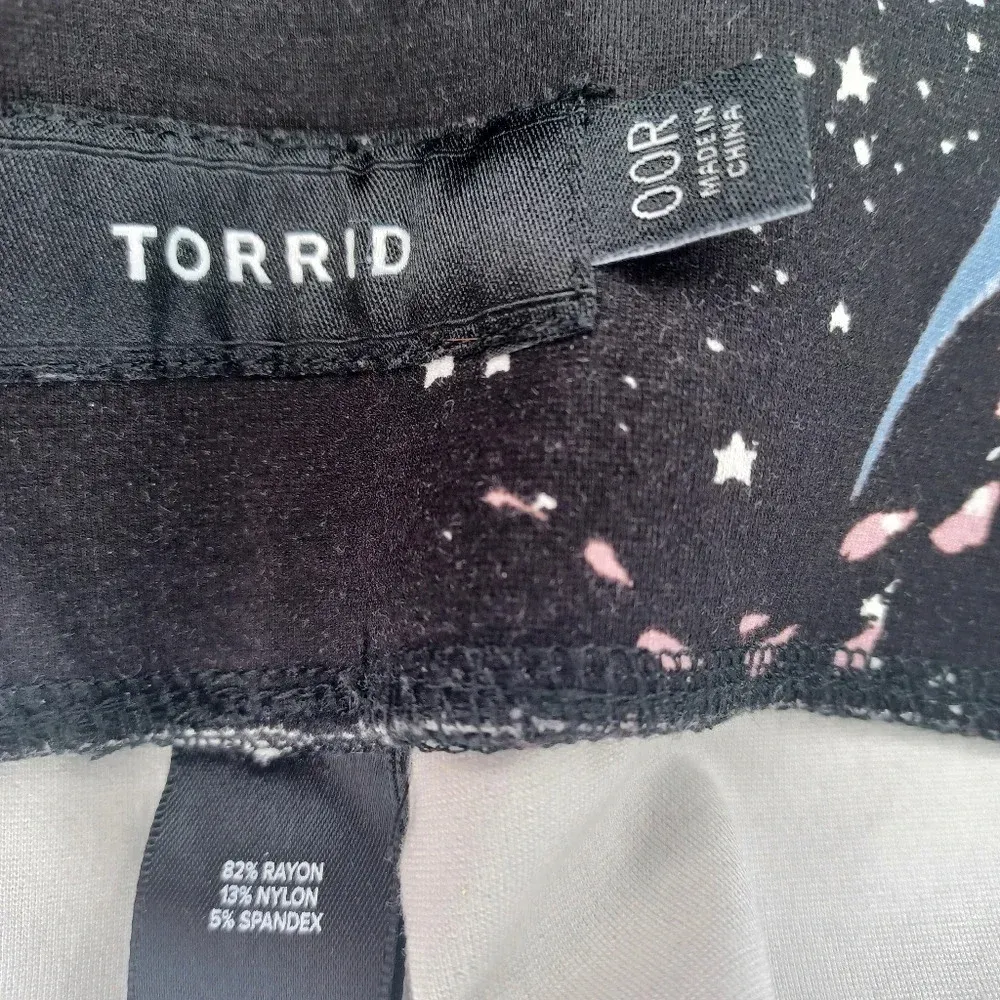 TORRID
00R
MADE IN
CHINA
82% RAYON
13% NYLON
5% SPANDEX